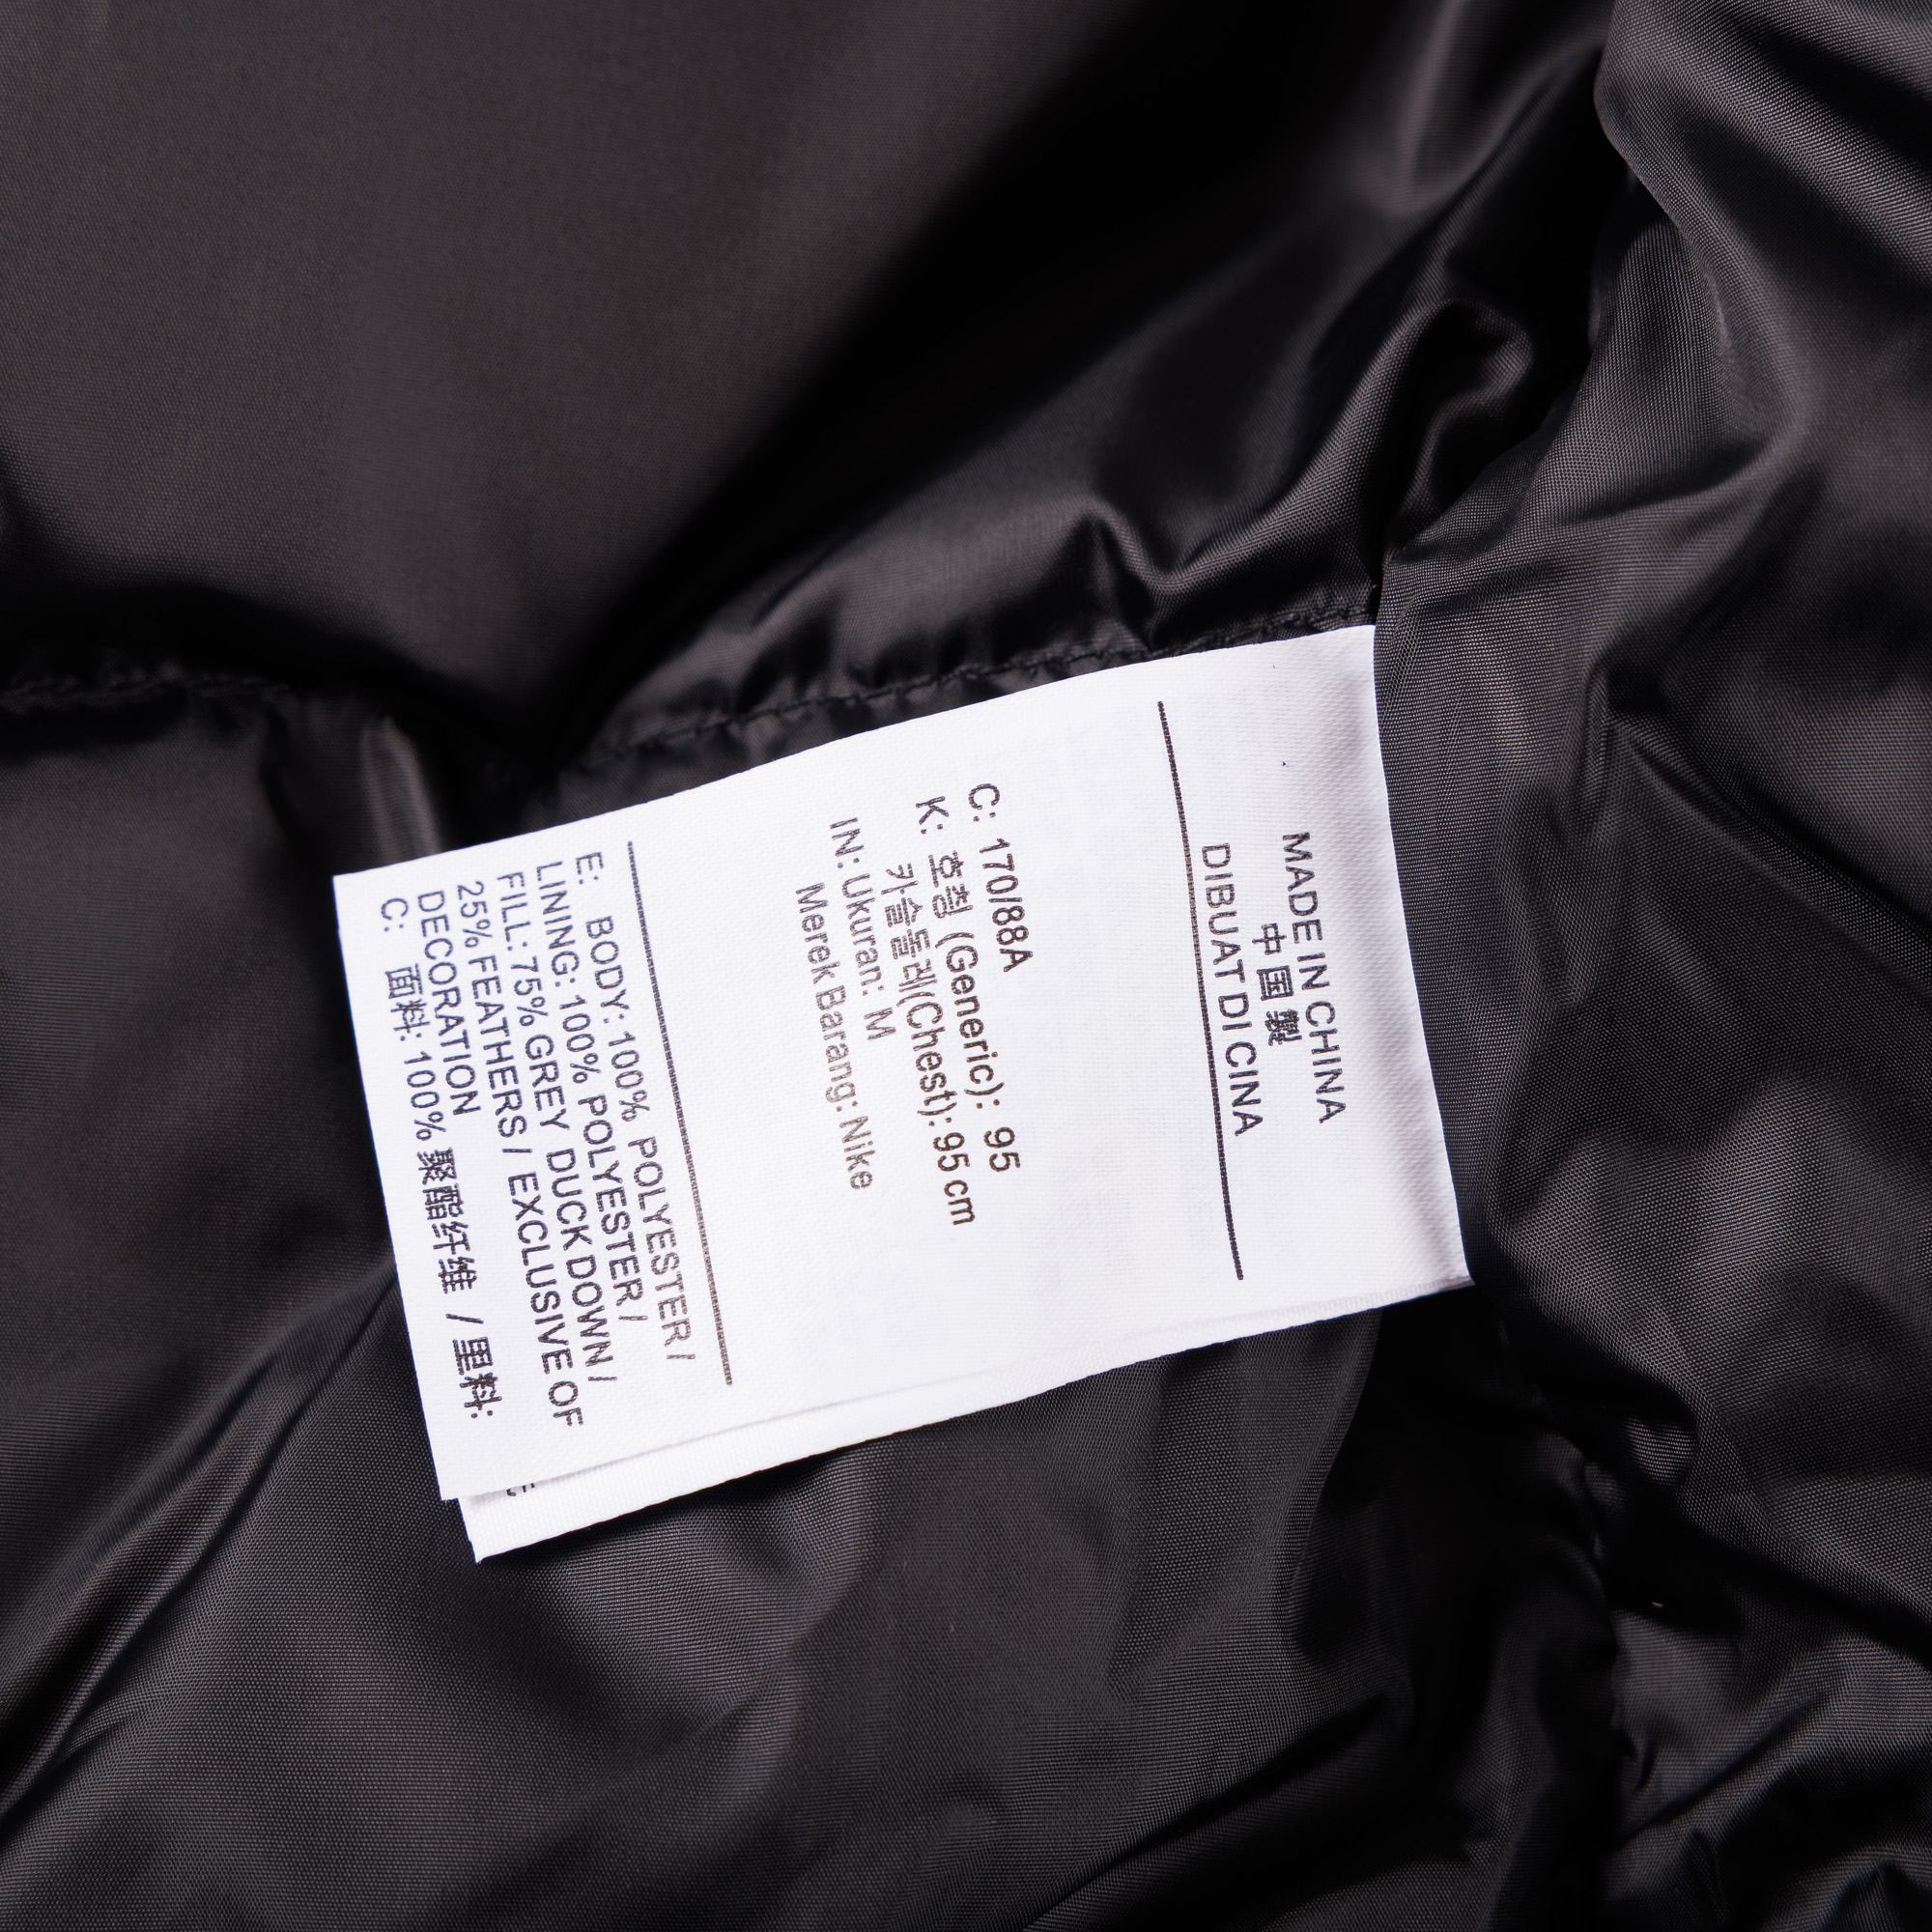 MADE IN CHINA
中国製
DIBUAT DI CINA
C: 170/88A
K: 호칭 (Generic): 95
가슴둘레(Chest): 95 cm
IN: Ukuran: M
Merek Barang: Nike
E: BODY: 100% POLYESTER /
LINING: 100% POLYESTER /
FILL: 75% GREY DUCK DOWN /
25% FEATHERS / EXCLUSIVE OF
DECORATION
C: 面料: 100% 聚酯纤维 / 里料: